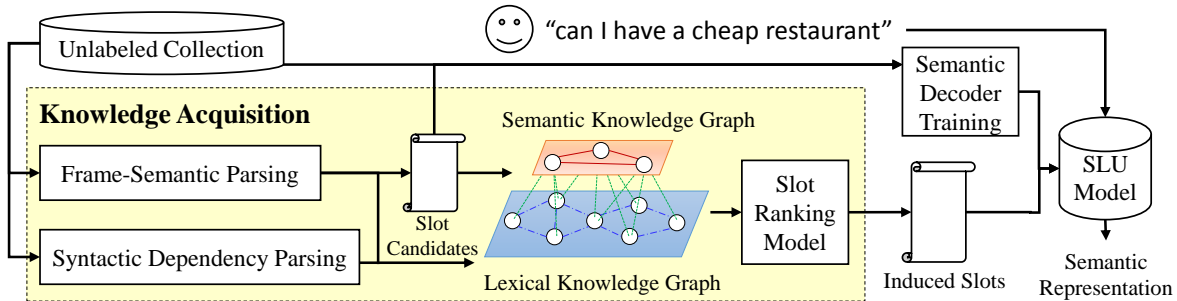 Unlabeled Collection
“can I have a cheap restaurant”
Knowledge Acquisition
Frame-Semantic Parsing
Syntactic Dependency Parsing
Slot
Candidates
Semantic Knowledge Graph
Lexical Knowledge Graph
Slot
Ranking
Model
Semantic
Decoder
Training
Induced Slots
SLU
Model
Semantic
Representation